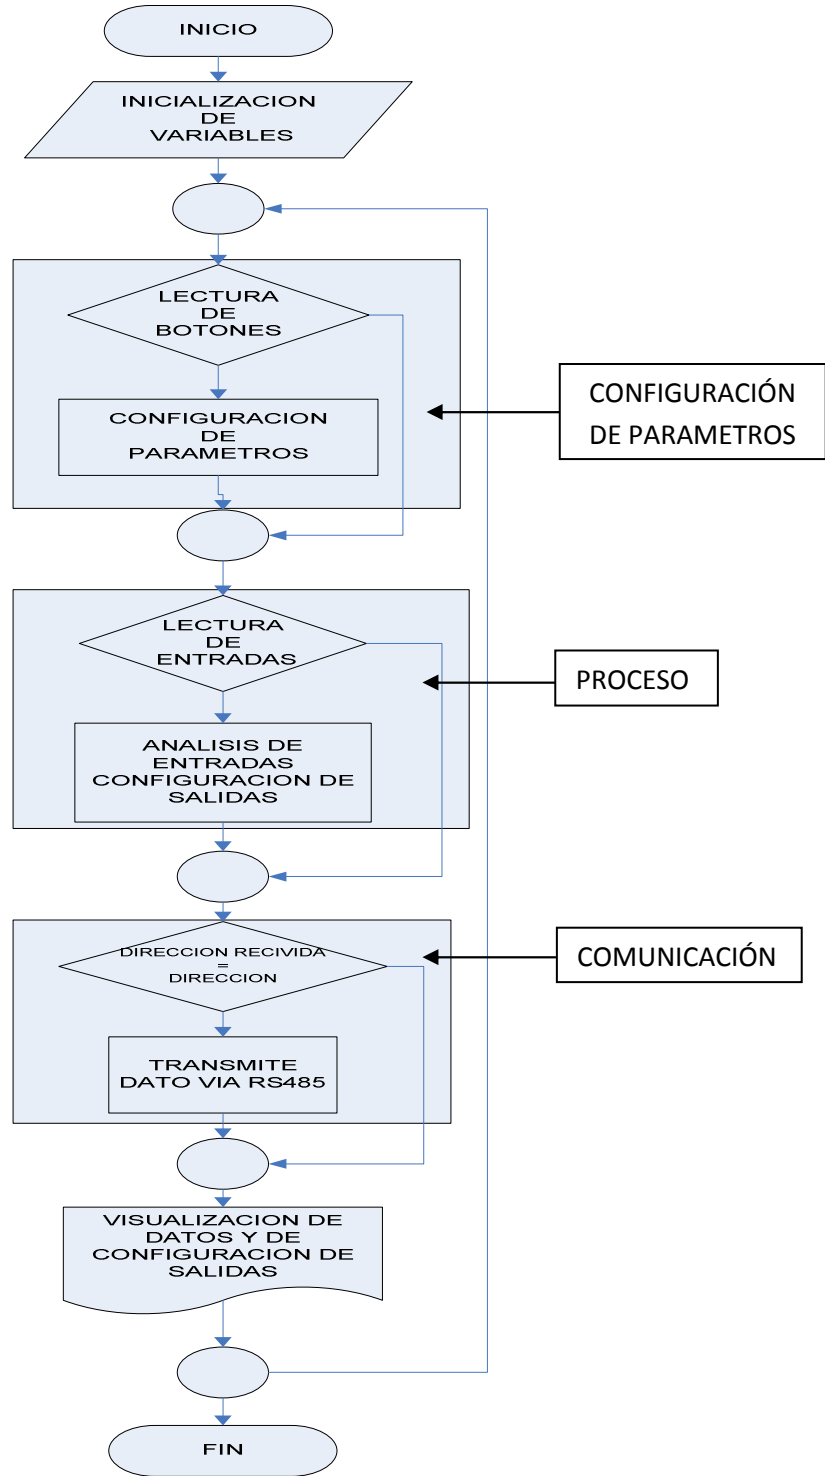 INICIO
INICIALIZACION
DE
VARIABLES
LECTURA
DE
BOTONES
CONFIGURACION
DE
PARAMETROS
CONFIGURACIÓN
DE PARAMETROS
LECTURA
DE
ENTRADAS
PROCESO
ANALISIS DE
ENTRADAS
CONFIGURACION DE
SALIDAS
DIRECCION RECIVIDA
=
DIRECCION
COMUNICACIÓN
TRANSMITE
DATO VIA RS485
VISUALIZACION DE
DATOS Y DE
CONFIGURACION DE
SALIDAS
FIN